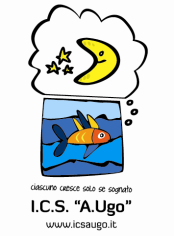 ciascuno cresce solo se sognato
I.C.S. "A.Ugo"
www.icsaugo.it